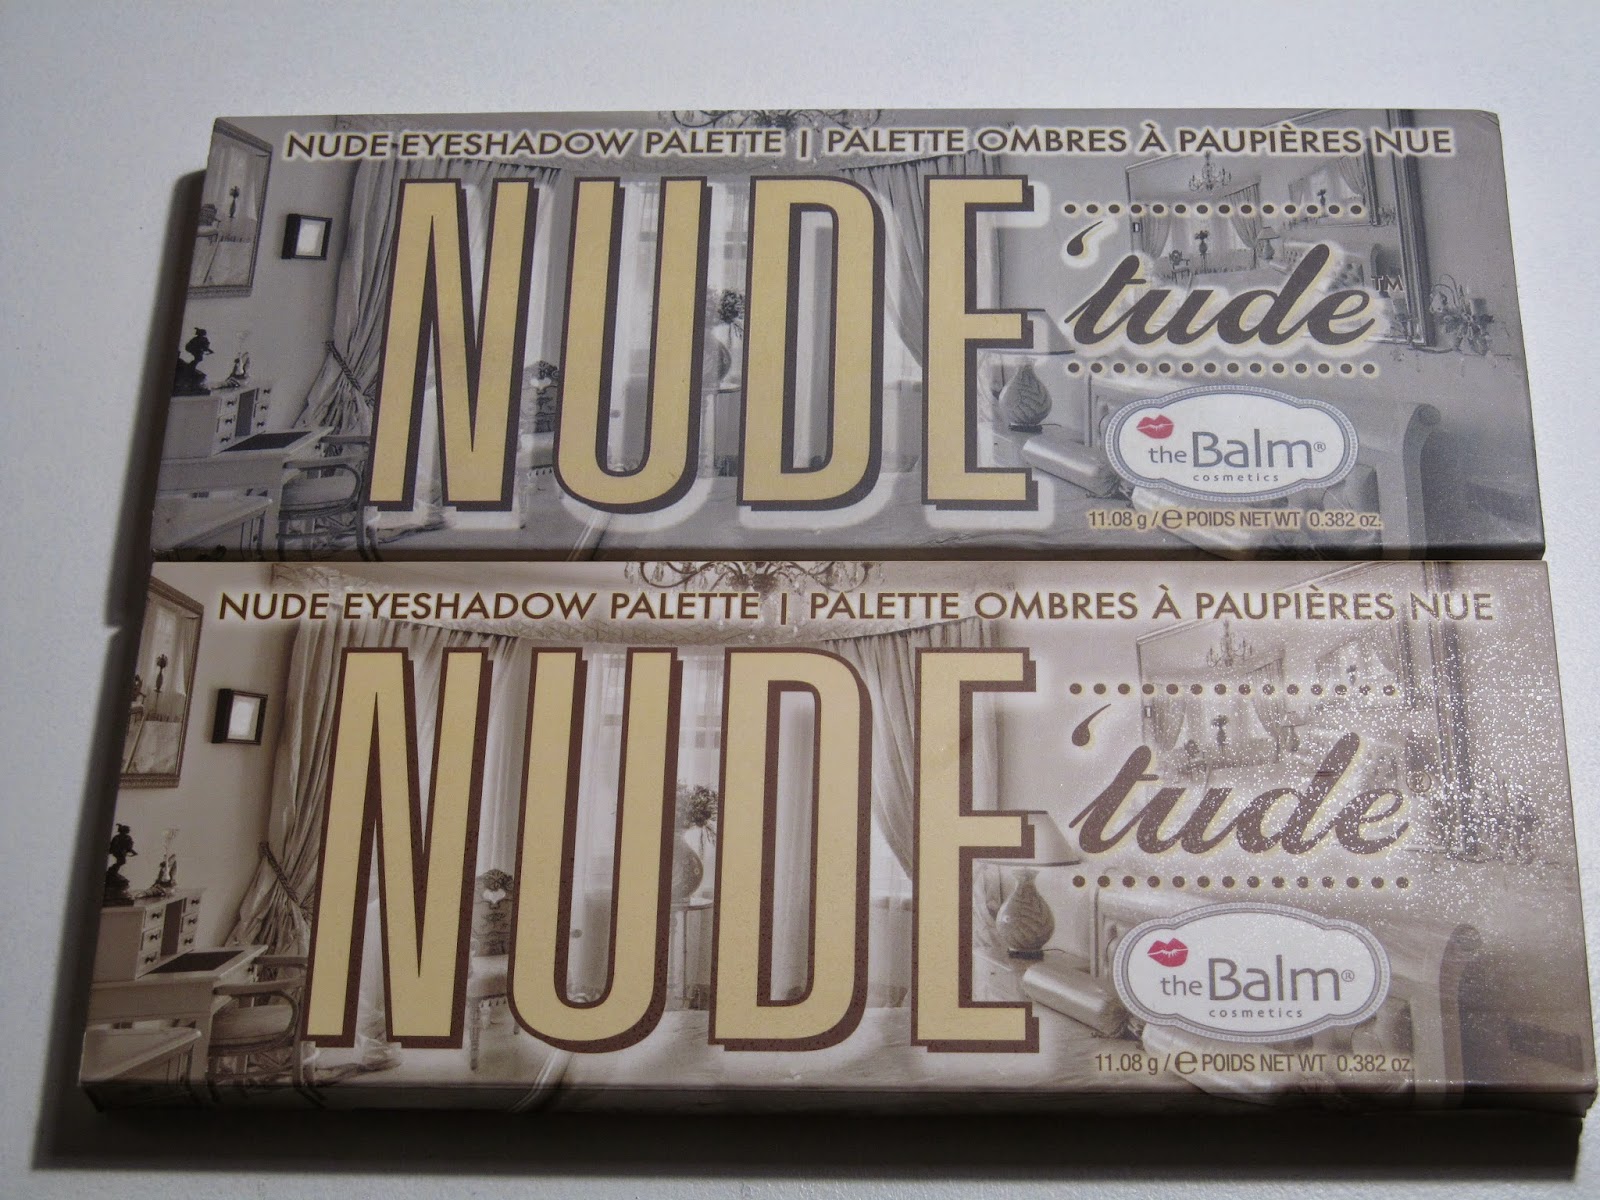 NUDE EYESHADOW PALETTE | PALETTE OMBRES À PAUPIÈRES NUE
NUDE
'tude™
the Balm®
cosmetics
11.08 g / ℮ POIDS NET WT 0.382 oz.
NUDE EYESHADOW PALETTE | PALETTE OMBRES À PAUPIÈRES NUE
NUDE
'tude®
the Balm®
cosmetics
11.08 g / ℮ POIDS NET WT 0.382 oz.